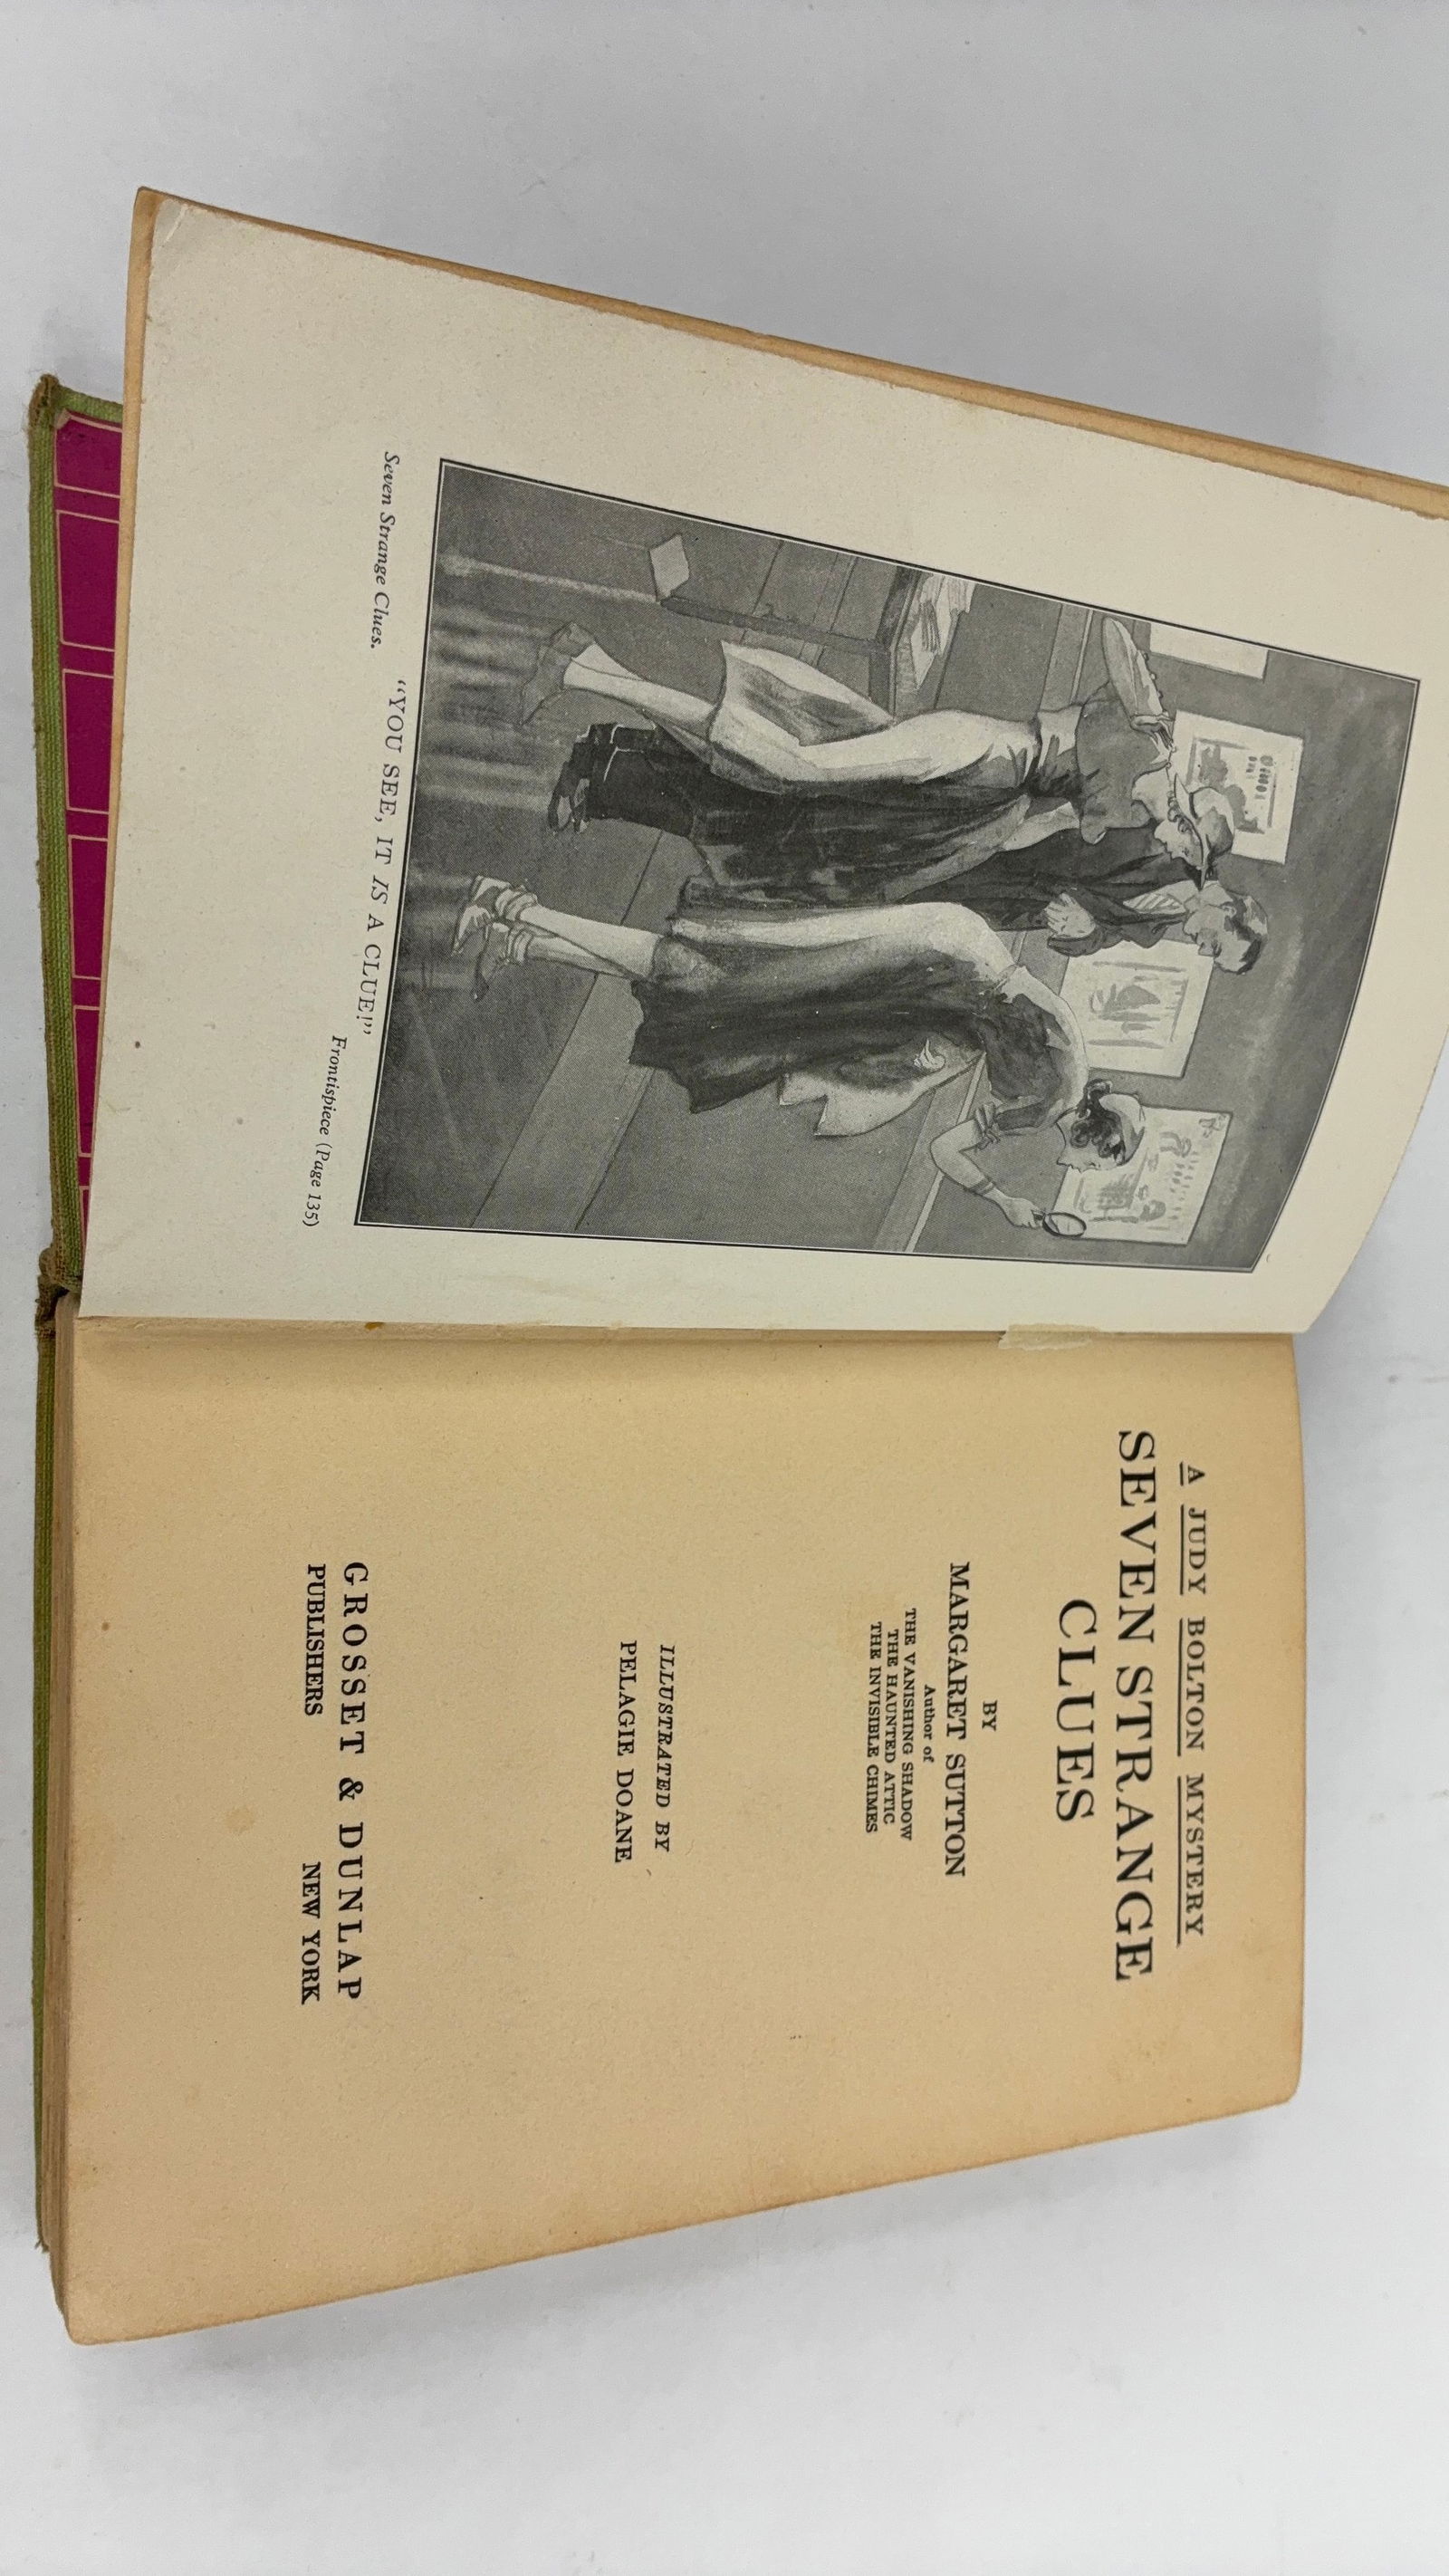 Seven Strange Clues. “YOU SEE, IT IS A CLUE!”
Frontispiece (Page 135)
A JUDY BOLTON MYSTERY
SEVEN STRANGE
CLUES
BY
MARGARET SUTTON
Author of
THE VANISHING SHADOW
THE HAUNTED ATTIC
THE INVISIBLE CHIMES
ILLUSTRATED BY
PELAGIE DOANE
GROSSET & DUNLAP
PUBLISHERS NEW YORK